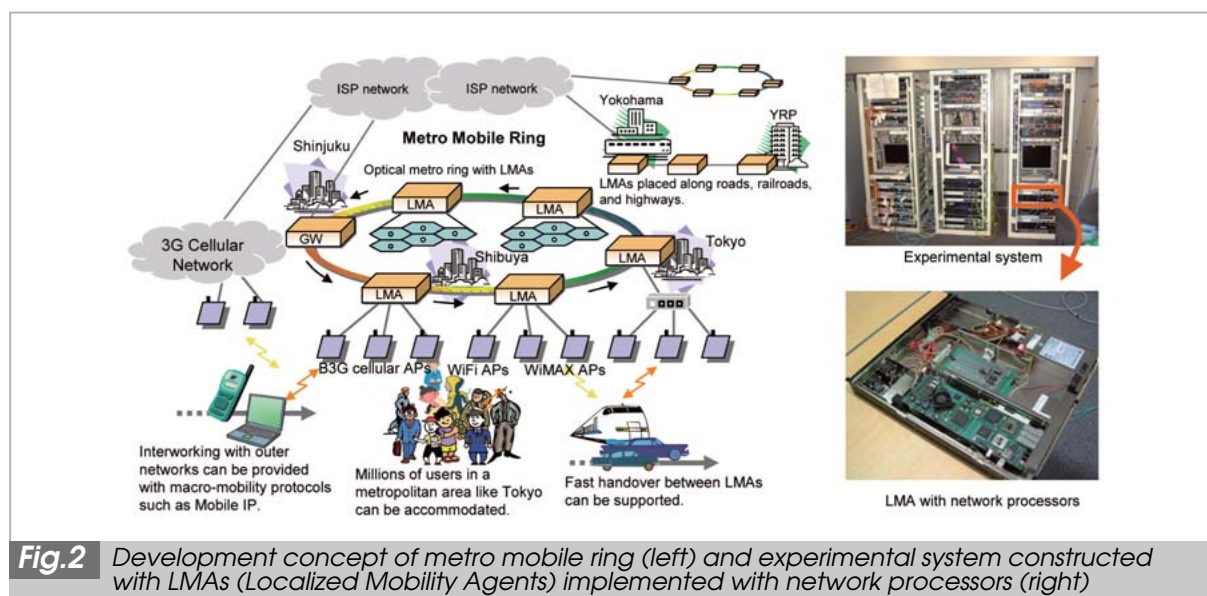 ISP network
ISP network
Yokohama
YRP
Metro Mobile Ring
Shinjuku
Optical metro ring with LMAs
LMAs placed along roads, railroads,
and highways.
LMA
LMA
GW
3G Cellular
Network
Shibuya
Tokyo
LMA
LMA
LMA
B3G cellular APs
WiFi APs
WiMAX APs
Interworking with outer
networks can be provided
with macro-mobility protocols
such as Mobile IP.
Millions of users in a
metropolitan area like Tokyo
can be accommodated.
Fast handover between LMAs
can be supported.
Experimental system
LMA with network processors
Fig.2 Development concept of metro mobile ring (left) and experimental system constructed
with LMAs (Localized Mobility Agents) implemented with network processors (right)